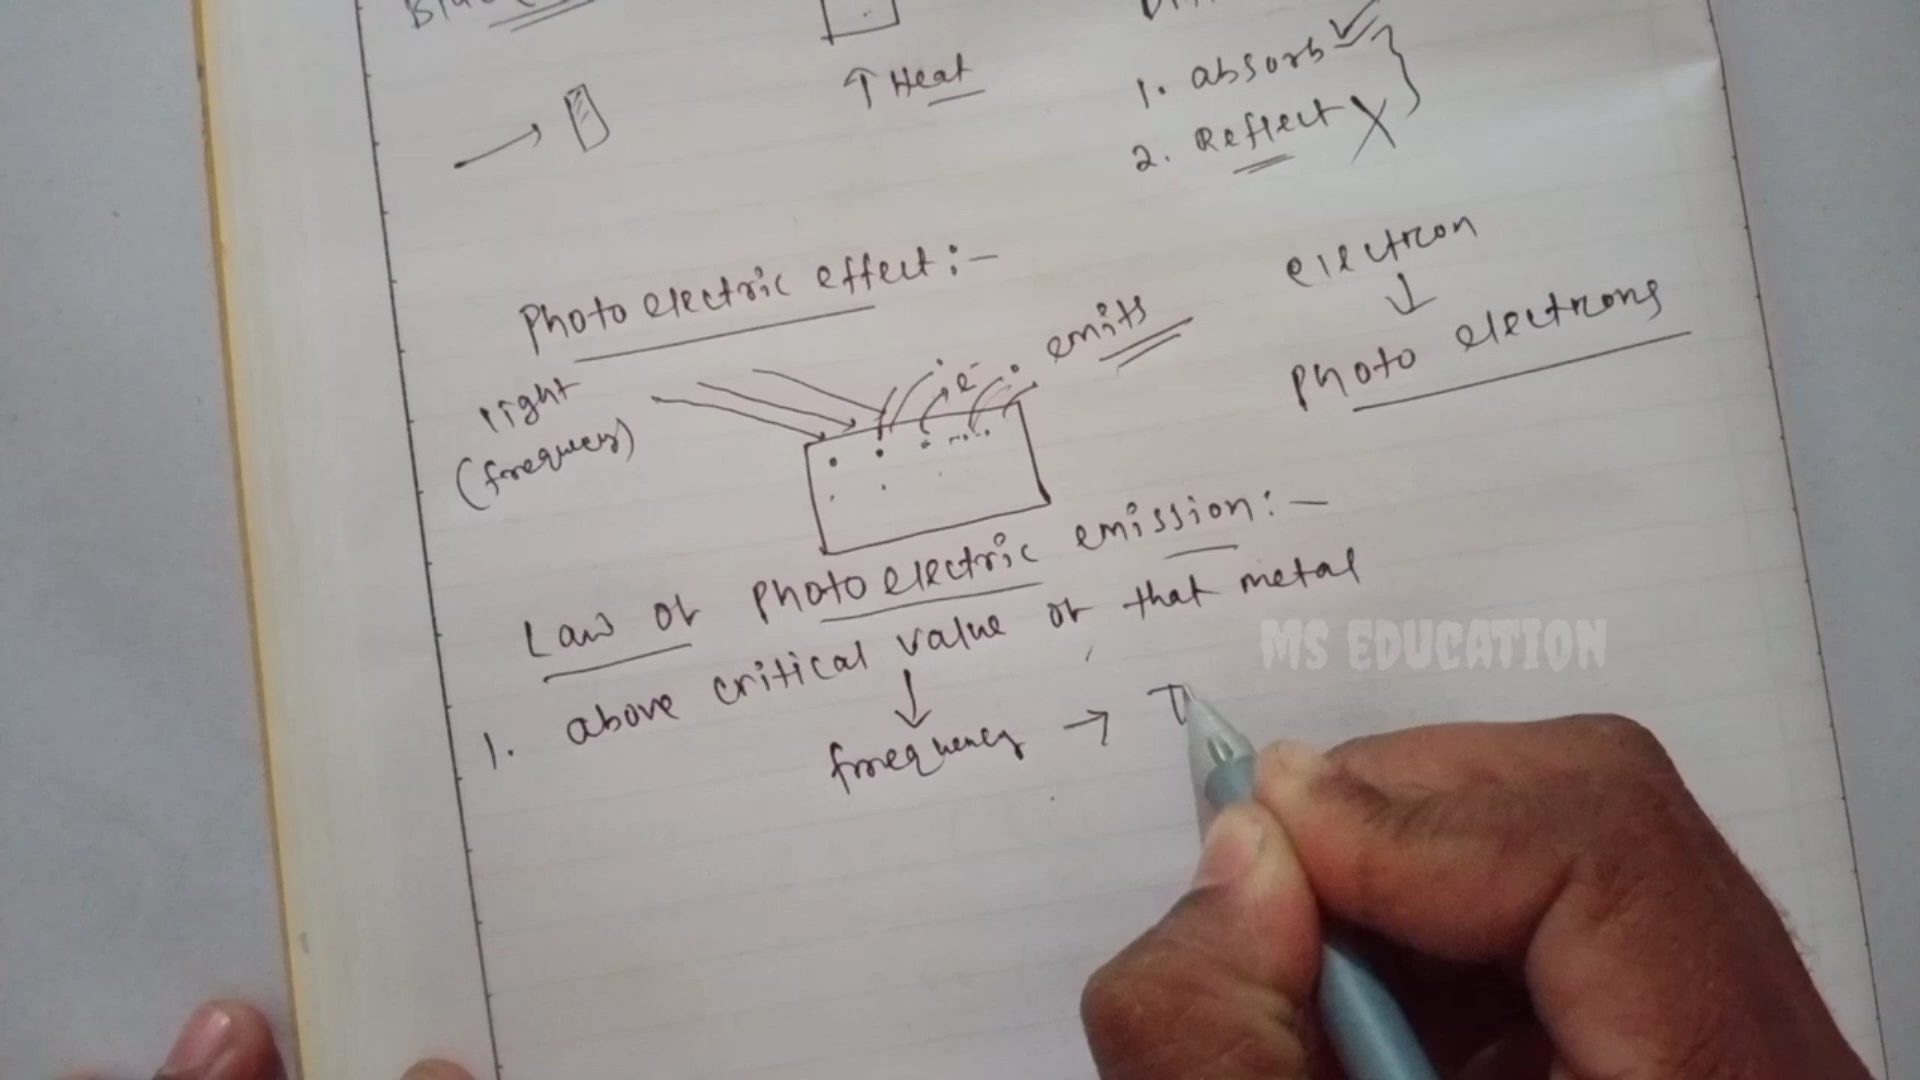 ↑ Heat
1. absorb ✓
2. Reflect X
Photo electric effect :-
light
(frequency)
e-
emits
electron
↓
Photo electrons
Law of Photo electric emission :-
1. above critical value of that metal
↓
frequency →
MS EDUCATION